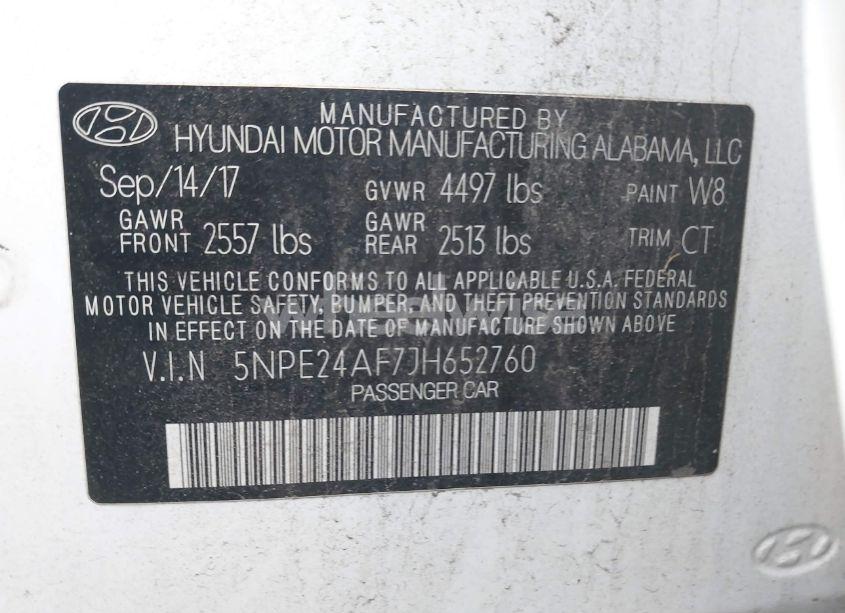 MANUFACTURED BY
HYUNDAI MOTOR MANUFACTURING ALABAMA, LLC
Sep/14/17 GVWR 4497 lbs PAINT W8
GAWR FRONT 2557 lbs GAWR REAR 2513 lbs TRIM CT
THIS VEHICLE CONFORMS TO ALL APPLICABLE U.S.A. FEDERAL
MOTOR VEHICLE SAFETY, BUMPER, AND THEFT PREVENTION STANDARDS
IN EFFECT ON THE DATE OF MANUFACTURE SHOWN ABOVE
V.I.N 5NPE24AF7JH652760
PASSENGER CAR